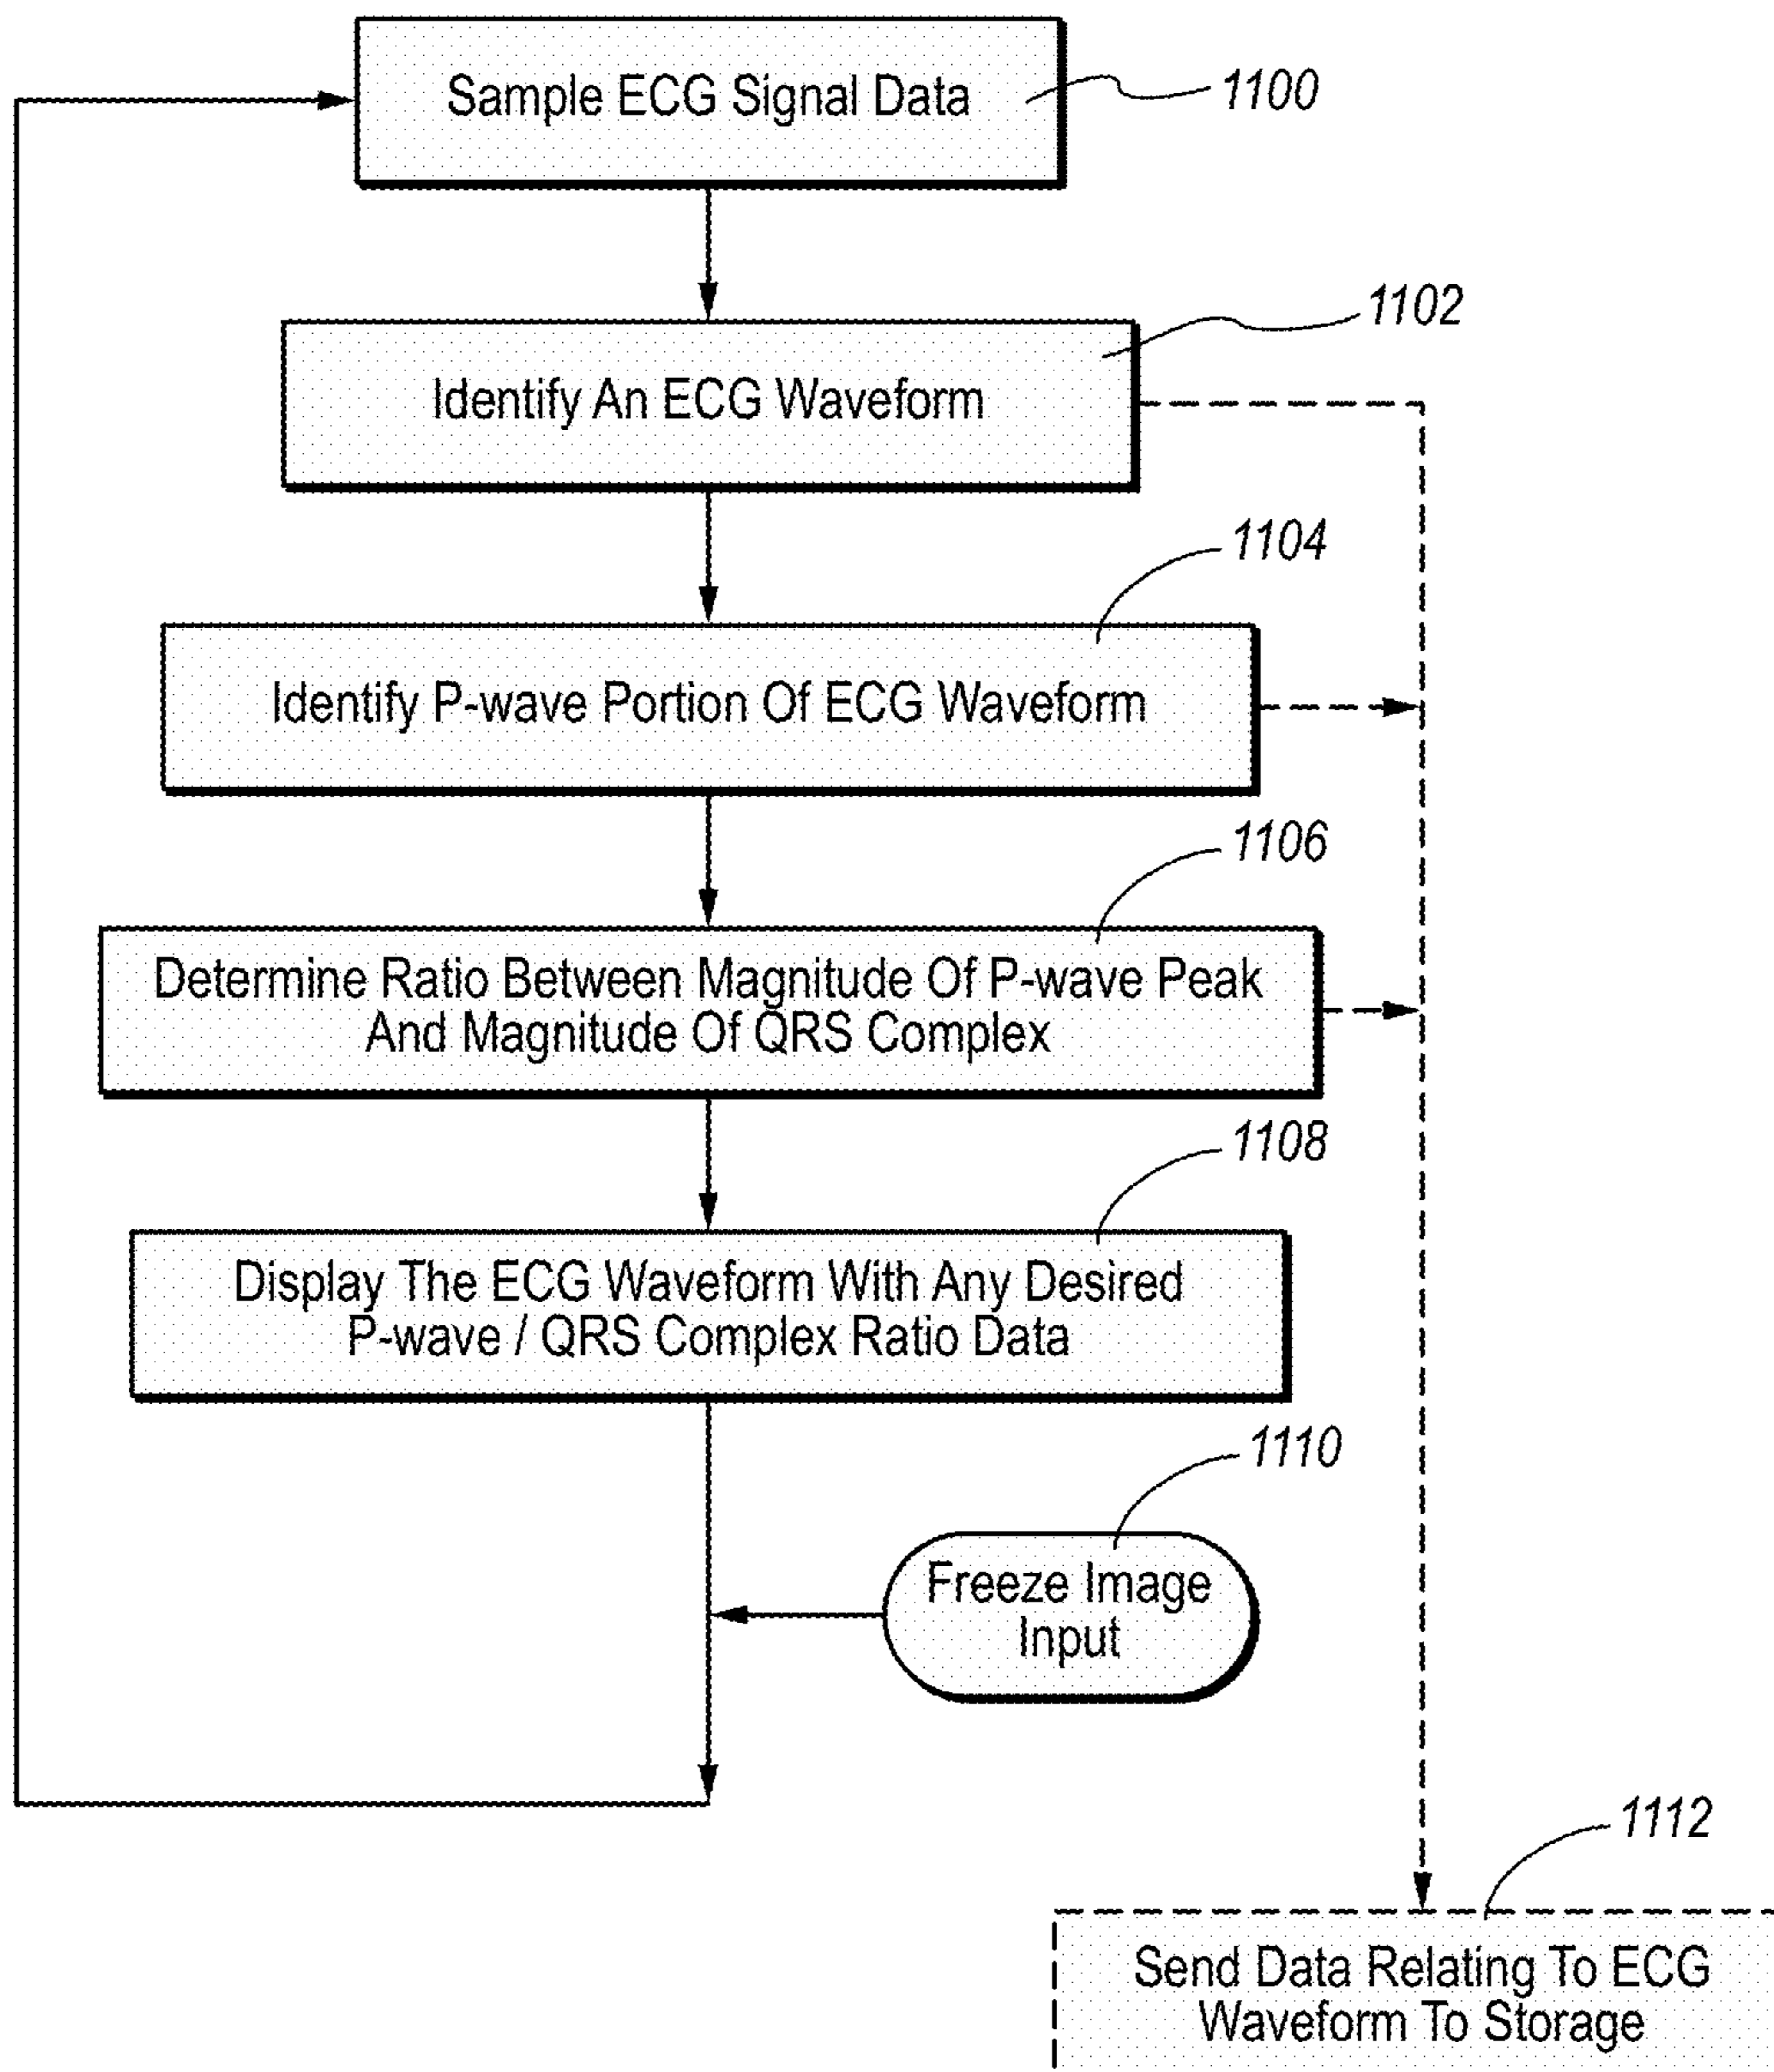 Sample ECG Signal Data
1100
1102
Identify An ECG Waveform
1104
Identify P-wave Portion Of ECG Waveform
1106
Determine Ratio Between Magnitude Of P-wave Peak
And Magnitude Of QRS Complex
1108
Display The ECG Waveform With Any Desired
P-wave / QRS Complex Ratio Data
1110
Freeze Image
Input
1112
Send Data Relating To ECG
Waveform To Storage